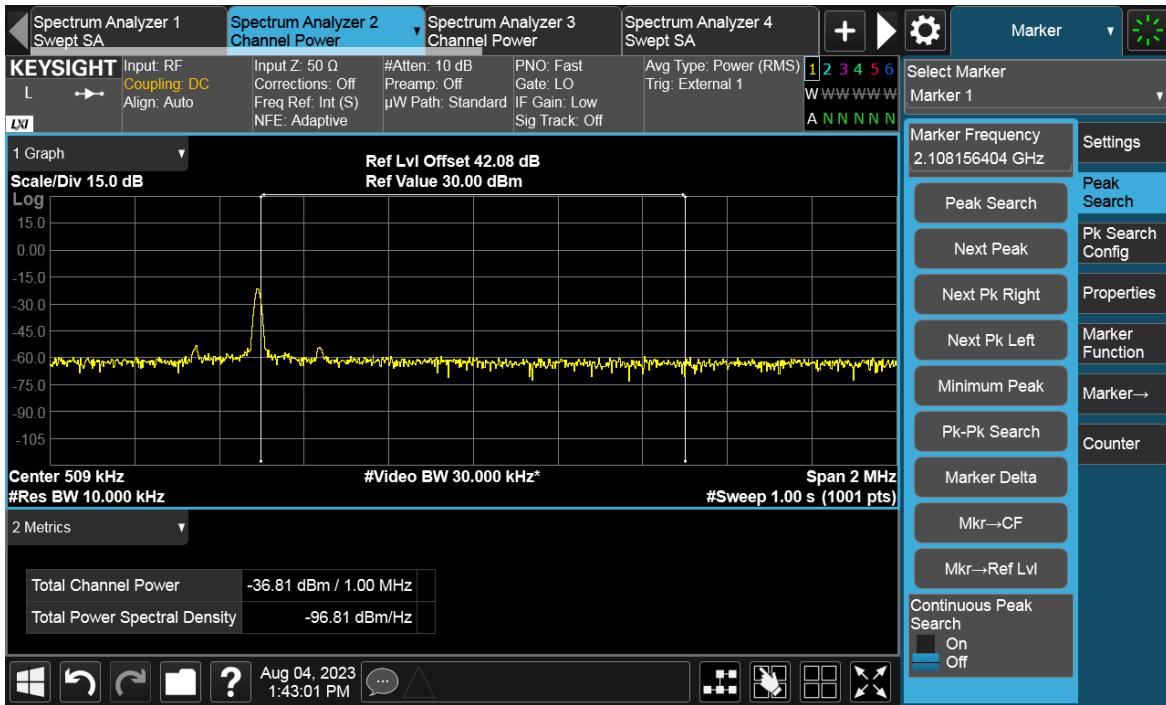 Spectrum Analyzer 1
Swept SA
Spectrum Analyzer 2
Channel Power
Spectrum Analyzer 3
Channel Power
Spectrum Analyzer 4
Swept SA
+
Marker
KEYSIGHT
L
LXI
Input: RF
Coupling: DC
Align: Auto
Input Z: 50 Ω
Corrections: Off
Freq Ref: Int (S)
NFE: Adaptive
#Atten: 10 dB
Preamp: Off
µW Path: Standard
PNO: Fast
Gate: LO
IF Gain: Low
Sig Track: Off
Avg Type: Power (RMS)
Trig: External 1
1 2 3 4 5 6
W W W W W W
A N N N N N
Select Marker
Marker 1
Marker Frequency
2.108156404 GHz
Peak Search
Next Peak
Next Pk Right
Next Pk Left
Minimum Peak
Pk-Pk Search
Marker Delta
Mkr→CF
Mkr→Ref Lvl
Continuous Peak
Search
On
Off
Settings
Peak
Search
Pk Search
Config
Properties
Marker
Function
Marker→
Counter
1 Graph
Scale/Div 15.0 dB
Ref Lvl Offset 42.08 dB
Ref Value 30.00 dBm
Log
15.0
0.00
-15.0
-30.0
-45.0
-60.0
-75.0
-90.0
-105
Center 509 kHz
#Video BW 30.000 kHz*
Span 2 MHz
#Res BW 10.000 kHz
#Sweep 1.00 s (1001 pts)
2 Metrics
Total Channel Power -36.81 dBm / 1.00 MHz
Total Power Spectral Density -96.81 dBm/Hz
?
Aug 04, 2023
1:43:01 PM